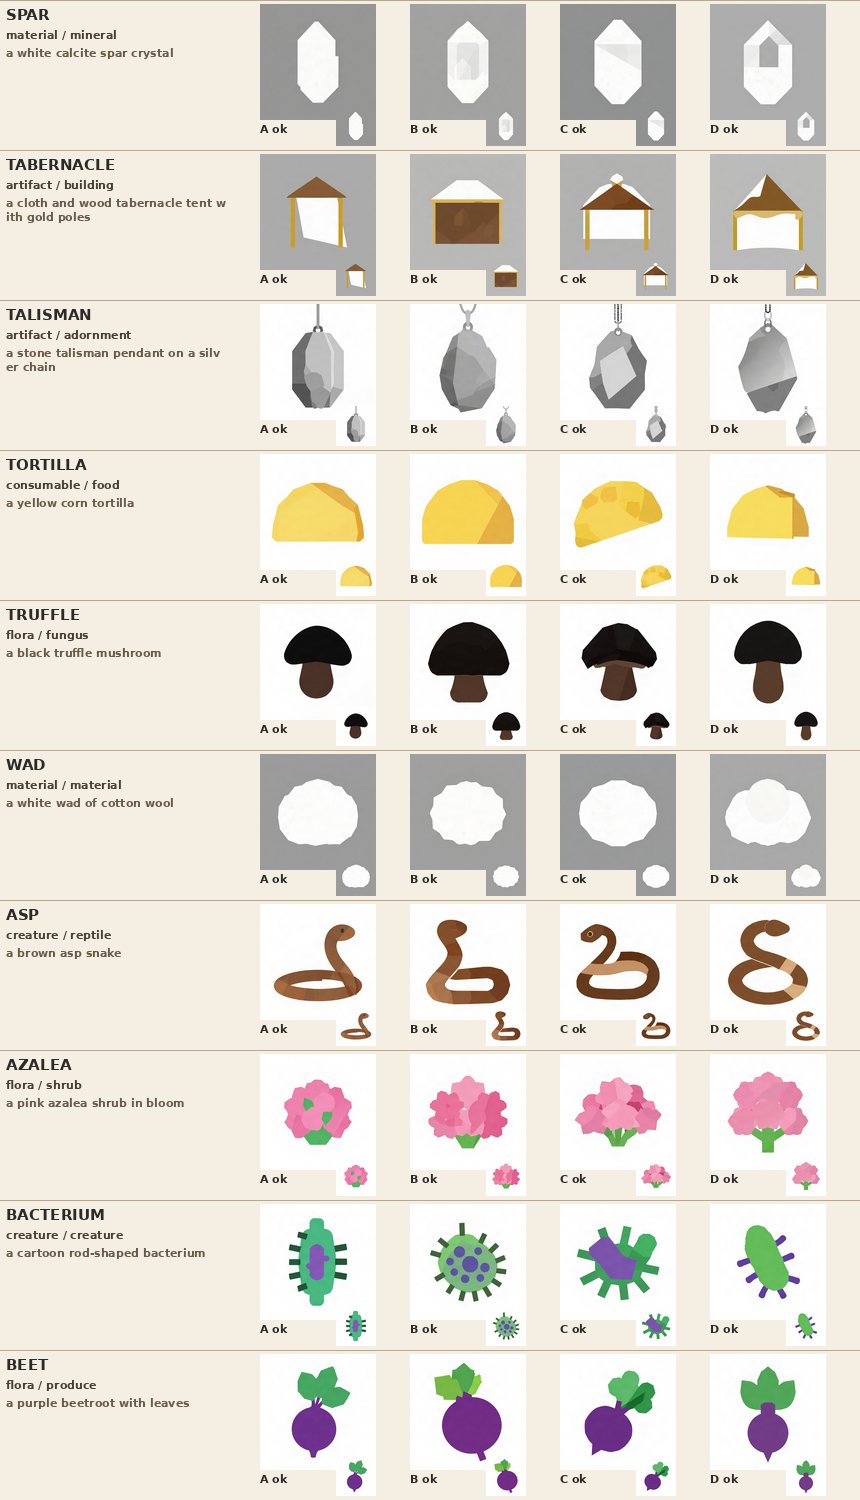 SPAR
material / mineral
a white calcite spar crystal
A ok
B ok
C ok
D ok
TABERNACLE
artifact / building
a cloth and wood tabernacle tent w
ith gold poles
A ok
B ok
C ok
D ok
TALISMAN
artifact / adornment
a stone talisman pendant on a silv
er chain
A ok
B ok
C ok
D ok
TORTILLA
consumable / food
a yellow corn tortilla
A ok
B ok
C ok
D ok
TRUFFLE
flora / fungus
a black truffle mushroom
A ok
B ok
C ok
D ok
WAD
material / material
a white wad of cotton wool
A ok
B ok
C ok
D ok
ASP
creature / reptile
a brown asp snake
A ok
B ok
C ok
D ok
AZALEA
flora / shrub
a pink azalea shrub in bloom
A ok
B ok
C ok
D ok
BACTERIUM
creature / creature
a cartoon rod-shaped bacterium
A ok
B ok
C ok
D ok
BEET
flora / produce
a purple beetroot with leaves
A ok
B ok
C ok
D ok